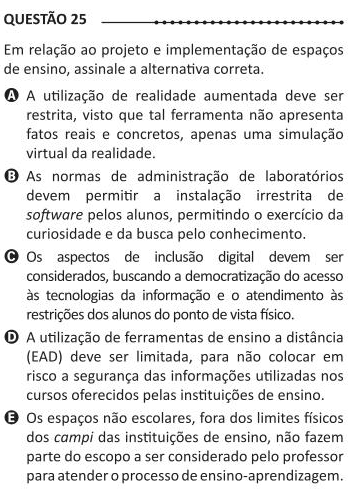 QUESTÃO 25
Em relação ao projeto e implementação de espaços
de ensino, assinale a alternativa correta.
A A utilização de realidade aumentada deve ser
restrita, visto que tal ferramenta não apresenta
fatos reais e concretos, apenas uma simulação
virtual da realidade.
B As normas de administração de laboratórios
devem permitir a instalação irrestrita de
software pelos alunos, permitindo o exercício da
curiosidade e da busca pelo conhecimento.
C Os aspectos de inclusão digital devem ser
considerados, buscando a democratização do acesso
às tecnologias da informação e o atendimento às
restrições dos alunos do ponto de vista físico.
D A utilização de ferramentas de ensino a distância
(EAD) deve ser limitada, para não colocar em
risco a segurança das informações utilizadas nos
cursos oferecidos pelas instituições de ensino.
E Os espaços não escolares, fora dos limites físicos
dos campi das instituições de ensino, não fazem
parte do escopo a ser considerado pelo professor
para atender o processo de ensino-aprendizagem.